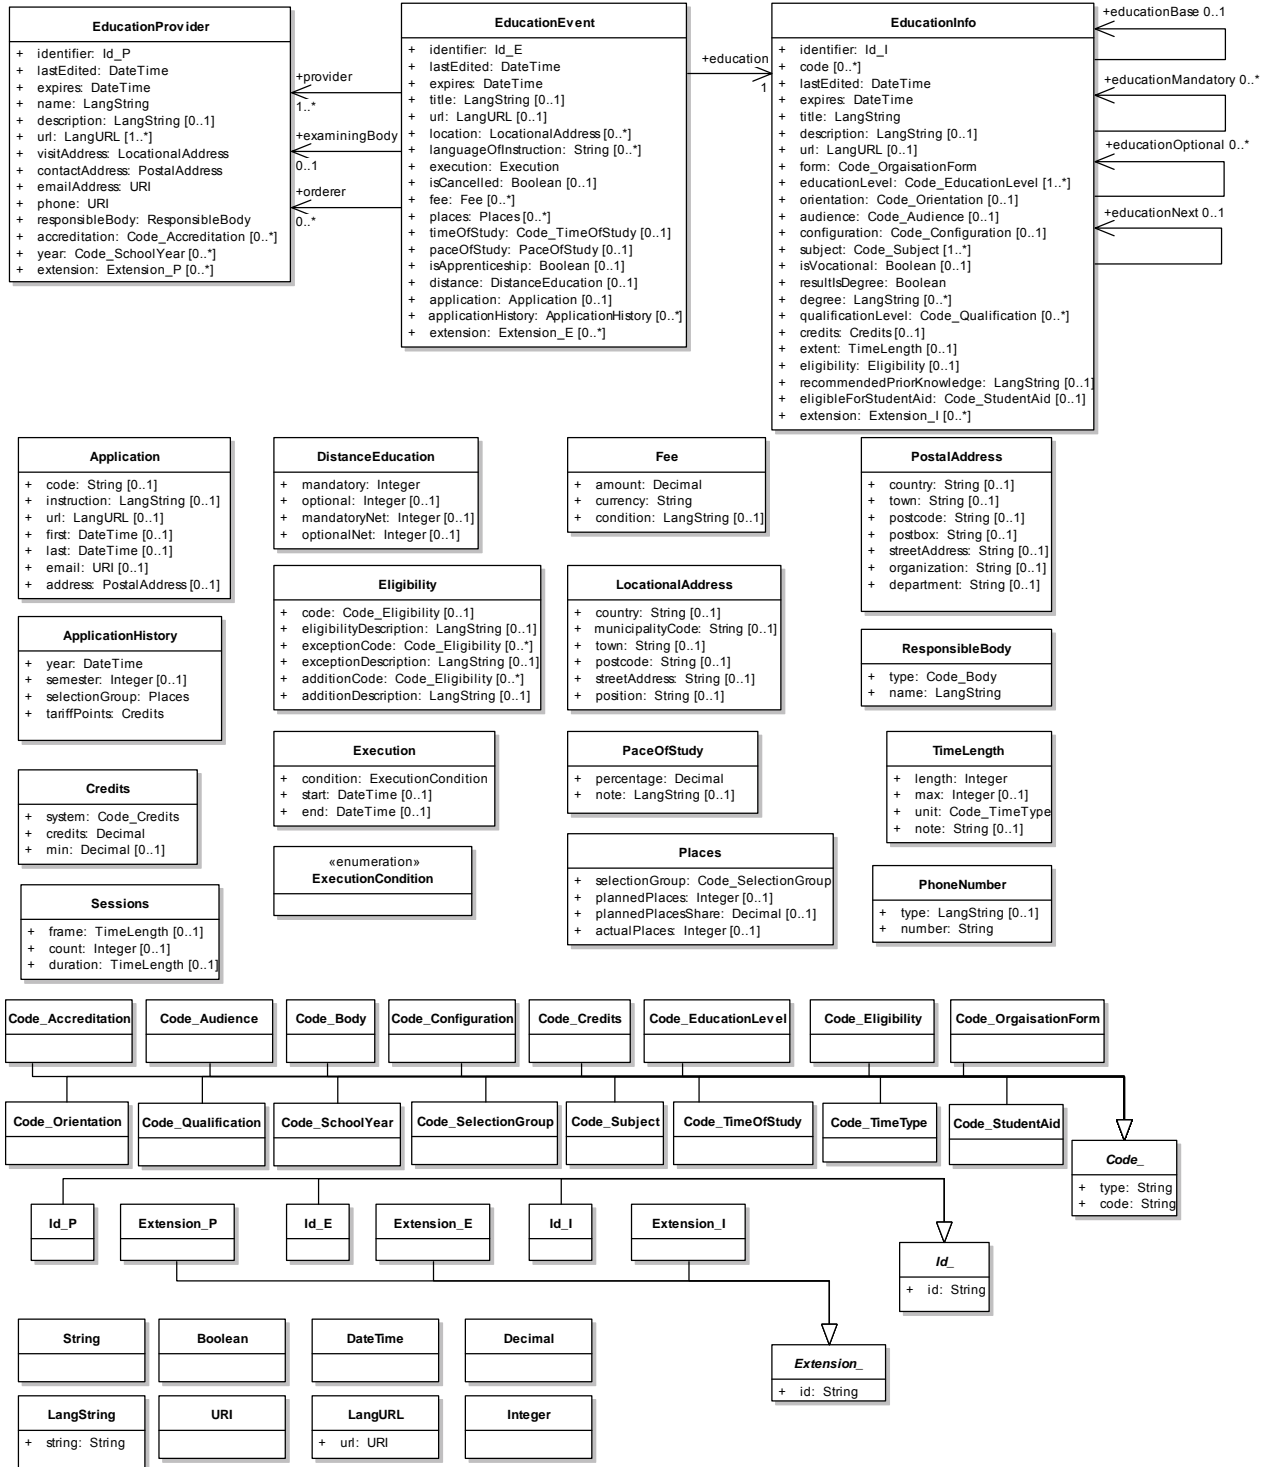 EducationProvider
+ identifier: Id_P
+ lastEdited: DateTime
+ expires: DateTime
+ name: LangString
+ description: LangString [0..1]
+ url: LangURL [1..*]
+ visitAddress: LocationalAddress
+ contactAddress: PostalAddress
+ emailAddress: URI
+ phone: URI
+ responsibleBody: ResponsibleBody
+ accreditation: Code_Accreditation [0..*]
+ year: Code_SchoolYear [0..*]
+ extension: Extension_P [0..*]
+provider
1..*
+examiningBody
0..1
+orderer
0..*
EducationEvent
+ identifier: Id_E
+ lastEdited: DateTime
+ expires: DateTime
+ title: LangString [0..1]
+ url: LangURL [0..1]
+ location: LocationalAddress [0..*]
+ languageOfInstruction: String [0..*]
+ execution: Execution
+ isCancelled: Boolean [0..1]
+ fee: Fee [0..*]
+ places: Places [0..*]
+ timeOfStudy: Code_TimeOfStudy [0..1]
+ paceOfStudy: PaceOfStudy [0..1]
+ isApprenticeship: Boolean [0..1]
+ distance: DistanceEducation [0..1]
+ application: Application [0..1]
+ applicationHistory: ApplicationHistory [0..*]
+ extension: Extension_E [0..*]
+education
1
EducationInfo
+ identifier: Id_I
+ code [0..*]
+ lastEdited: DateTime
+ expires: DateTime
+ title: LangString
+ description: LangString [0..1]
+ url: LangURL [0..1]
+ form: Code_OrgaisationForm
+ educationLevel: Code_EducationLevel [1..*]
+ orientation: Code_Orientation [0..1]
+ audience: Code_Audience [0..1]
+ configuration: Code_Configuration [0..1]
+ subject: Code_Subject [1..*]
+ isVocational: Boolean [0..1]
+ resultIsDegree: Boolean
+ degree: LangString [0..*]
+ qualificationLevel: Code_Qualification [0..*]
+ credits: Credits [0..1]
+ extent: TimeLength [0..1]
+ eligibility: Eligibility [0..1]
+ recommendedPriorKnowledge: LangString [0..1]
+ eligibleForStudentAid: Code_StudentAid [0..1]
+ extension: Extension_I [0..*]
+educationBase 0..1
+educationMandatory 0..*
+educationOptional 0..*
+educationNext 0..1
Application
+ code: String [0..1]
+ instruction: LangString [0..1]
+ url: LangURL [0..1]
+ first: DateTime [0..1]
+ last: DateTime [0..1]
+ email: URI [0..1]
+ address: PostalAddress [0..1]
DistanceEducation
+ mandatory: Integer
+ optional: Integer [0..1]
+ mandatoryNet: Integer [0..1]
+ optionalNet: Integer [0..1]
Fee
+ amount: Decimal
+ currency: String
+ condition: LangString [0..1]
PostalAddress
+ country: String [0..1]
+ town: String [0..1]
+ postcode: String [0..1]
+ postbox: String [0..1]
+ streetAddress: String [0..1]
+ organization: String [0..1]
+ department: String [0..1]
Eligibility
+ code: Code_Eligibility [0..1]
+ eligibilityDescription: LangString [0..1]
+ exceptionCode: Code_Eligibility [0..*]
+ exceptionDescription: LangString [0..1]
+ additionCode: Code_Eligibility [0..*]
+ additionDescription: LangString [0..1]
LocationalAddress
+ country: String [0..1]
+ municipalityCode: String [0..1]
+ town: String [0..1]
+ postcode: String [0..1]
+ streetAddress: String [0..1]
+ position: String [0..1]
ApplicationHistory
+ year: DateTime
+ semester: Integer [0..1]
+ selectionGroup: Places
+ tariffPoints: Credits
ResponsibleBody
+ type: Code_Body
+ name: LangString
Execution
+ condition: ExecutionCondition
+ start: DateTime [0..1]
+ end: DateTime [0..1]
PaceOfStudy
+ percentage: Decimal
+ note: LangString [0..1]
TimeLength
+ length: Integer
+ max: Integer [0..1]
+ unit: Code_TimeType
+ note: String [0..1]
Credits
+ system: Code_Credits
+ credits: Decimal
+ min: Decimal [0..1]
«enumeration»
ExecutionCondition
Places
+ selectionGroup: Code_SelectionGroup
+ plannedPlaces: Integer [0..1]
+ plannedPlacesShare: Decimal [0..1]
+ actualPlaces: Integer [0..1]
PhoneNumber
+ type: LangString [0..1]
+ number: String
Sessions
+ frame: TimeLength [0..1]
+ count: Integer [0..1]
+ duration: TimeLength [0..1]
Code_Accreditation
Code_Audience
Code_Body
Code_Configuration
Code_Credits
Code_EducationLevel
Code_Eligibility
Code_OrgaisationForm
Code_Orientation
Code_Qualification
Code_SchoolYear
Code_SelectionGroup
Code_Subject
Code_TimeOfStudy
Code_TimeType
Code_StudentAid
Code_
+ type: String
+ code: String
Id_P
Extension_P
Id_E
Extension_E
Id_I
Extension_I
Id_
+ id: String
String
Boolean
DateTime
Decimal
Extension_
+ id: String
LangString
+ string: String
URI
LangURL
+ url: URI
Integer